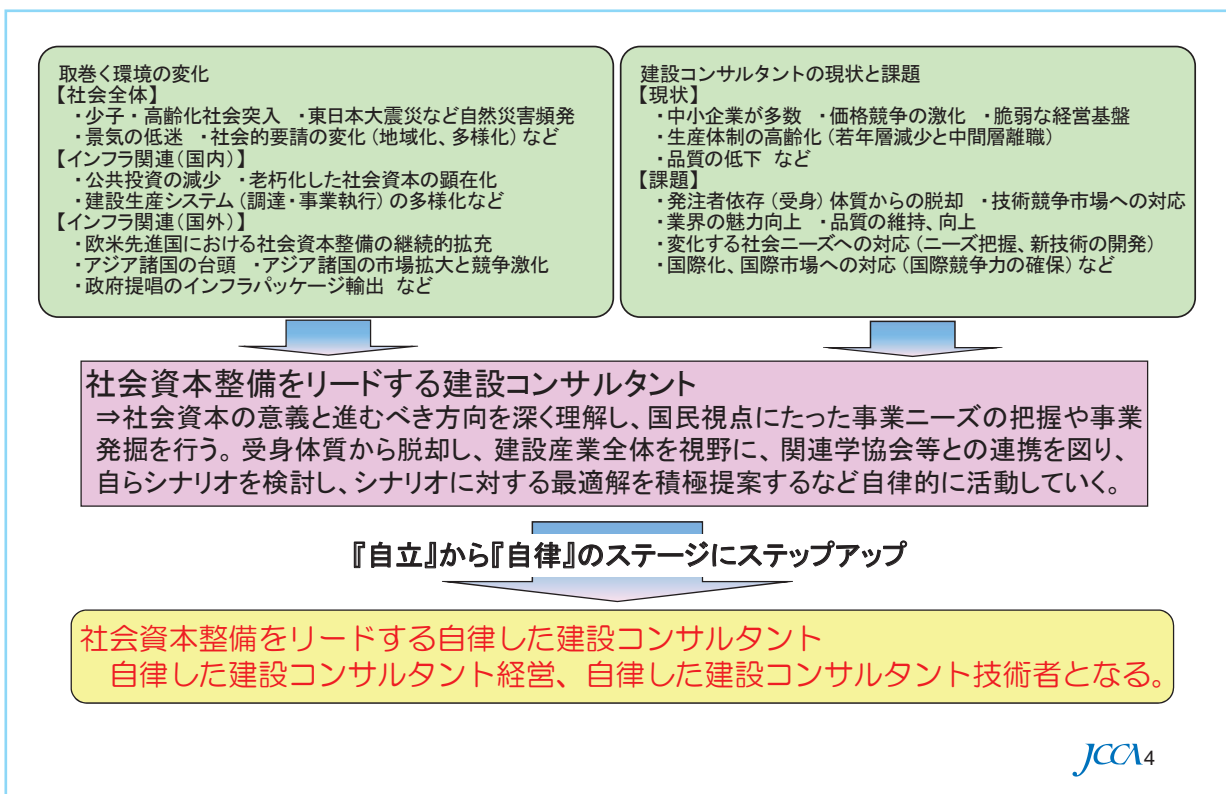 取巻く環境の変化
【社会全体】
・少子・高齢化社会突入 ・東日本大震災など自然災害頻発
・景気の低迷 ・社会的要請の変化(地域化、多様化)など
【インフラ関連(国内)】
・公共投資の減少 ・老朽化した社会資本の顕在化
・建設生産システム(調達・事業執行)の多様化など
【インフラ関連(国外)】
・欧米先進国における社会資本整備の継続的拡充
・アジア諸国の台頭 ・アジア諸国の市場拡大と競争激化
・政府提唱のインフラパッケージ輸出 など
建設コンサルタントの現状と課題
【現状】
・中小企業が多数 ・価格競争の激化 ・脆弱な経営基盤
・生産体制の高齢化(若年層減少と中間層離職)
・品質の低下 など
【課題】
・発注者依存(受身)体質からの脱却 ・技術競争市場への対応
・業界の魅力向上 ・品質の維持、向上
・変化する社会ニーズへの対応(ニーズ把握、新技術の開発)
・国際化、国際市場への対応(国際競争力の確保)など
社会資本整備をリードする建設コンサルタント
⇒社会資本の意義と進むべき方向を深く理解し、国民視点にたった事業ニーズの把握や事業
発掘を行う。受身体質から脱却し、建設産業全体を視野に、関連学協会等との連携を図り、
自らシナリオを検討し、シナリオに対する最適解を積極提案するなど自律的に活動していく。
『自立』から『自律』のステージにステップアップ
社会資本整備をリードする自律した建設コンサルタント
自律した建設コンサルタント経営、自律した建設コンサルタント技術者となる。
JCCA 4